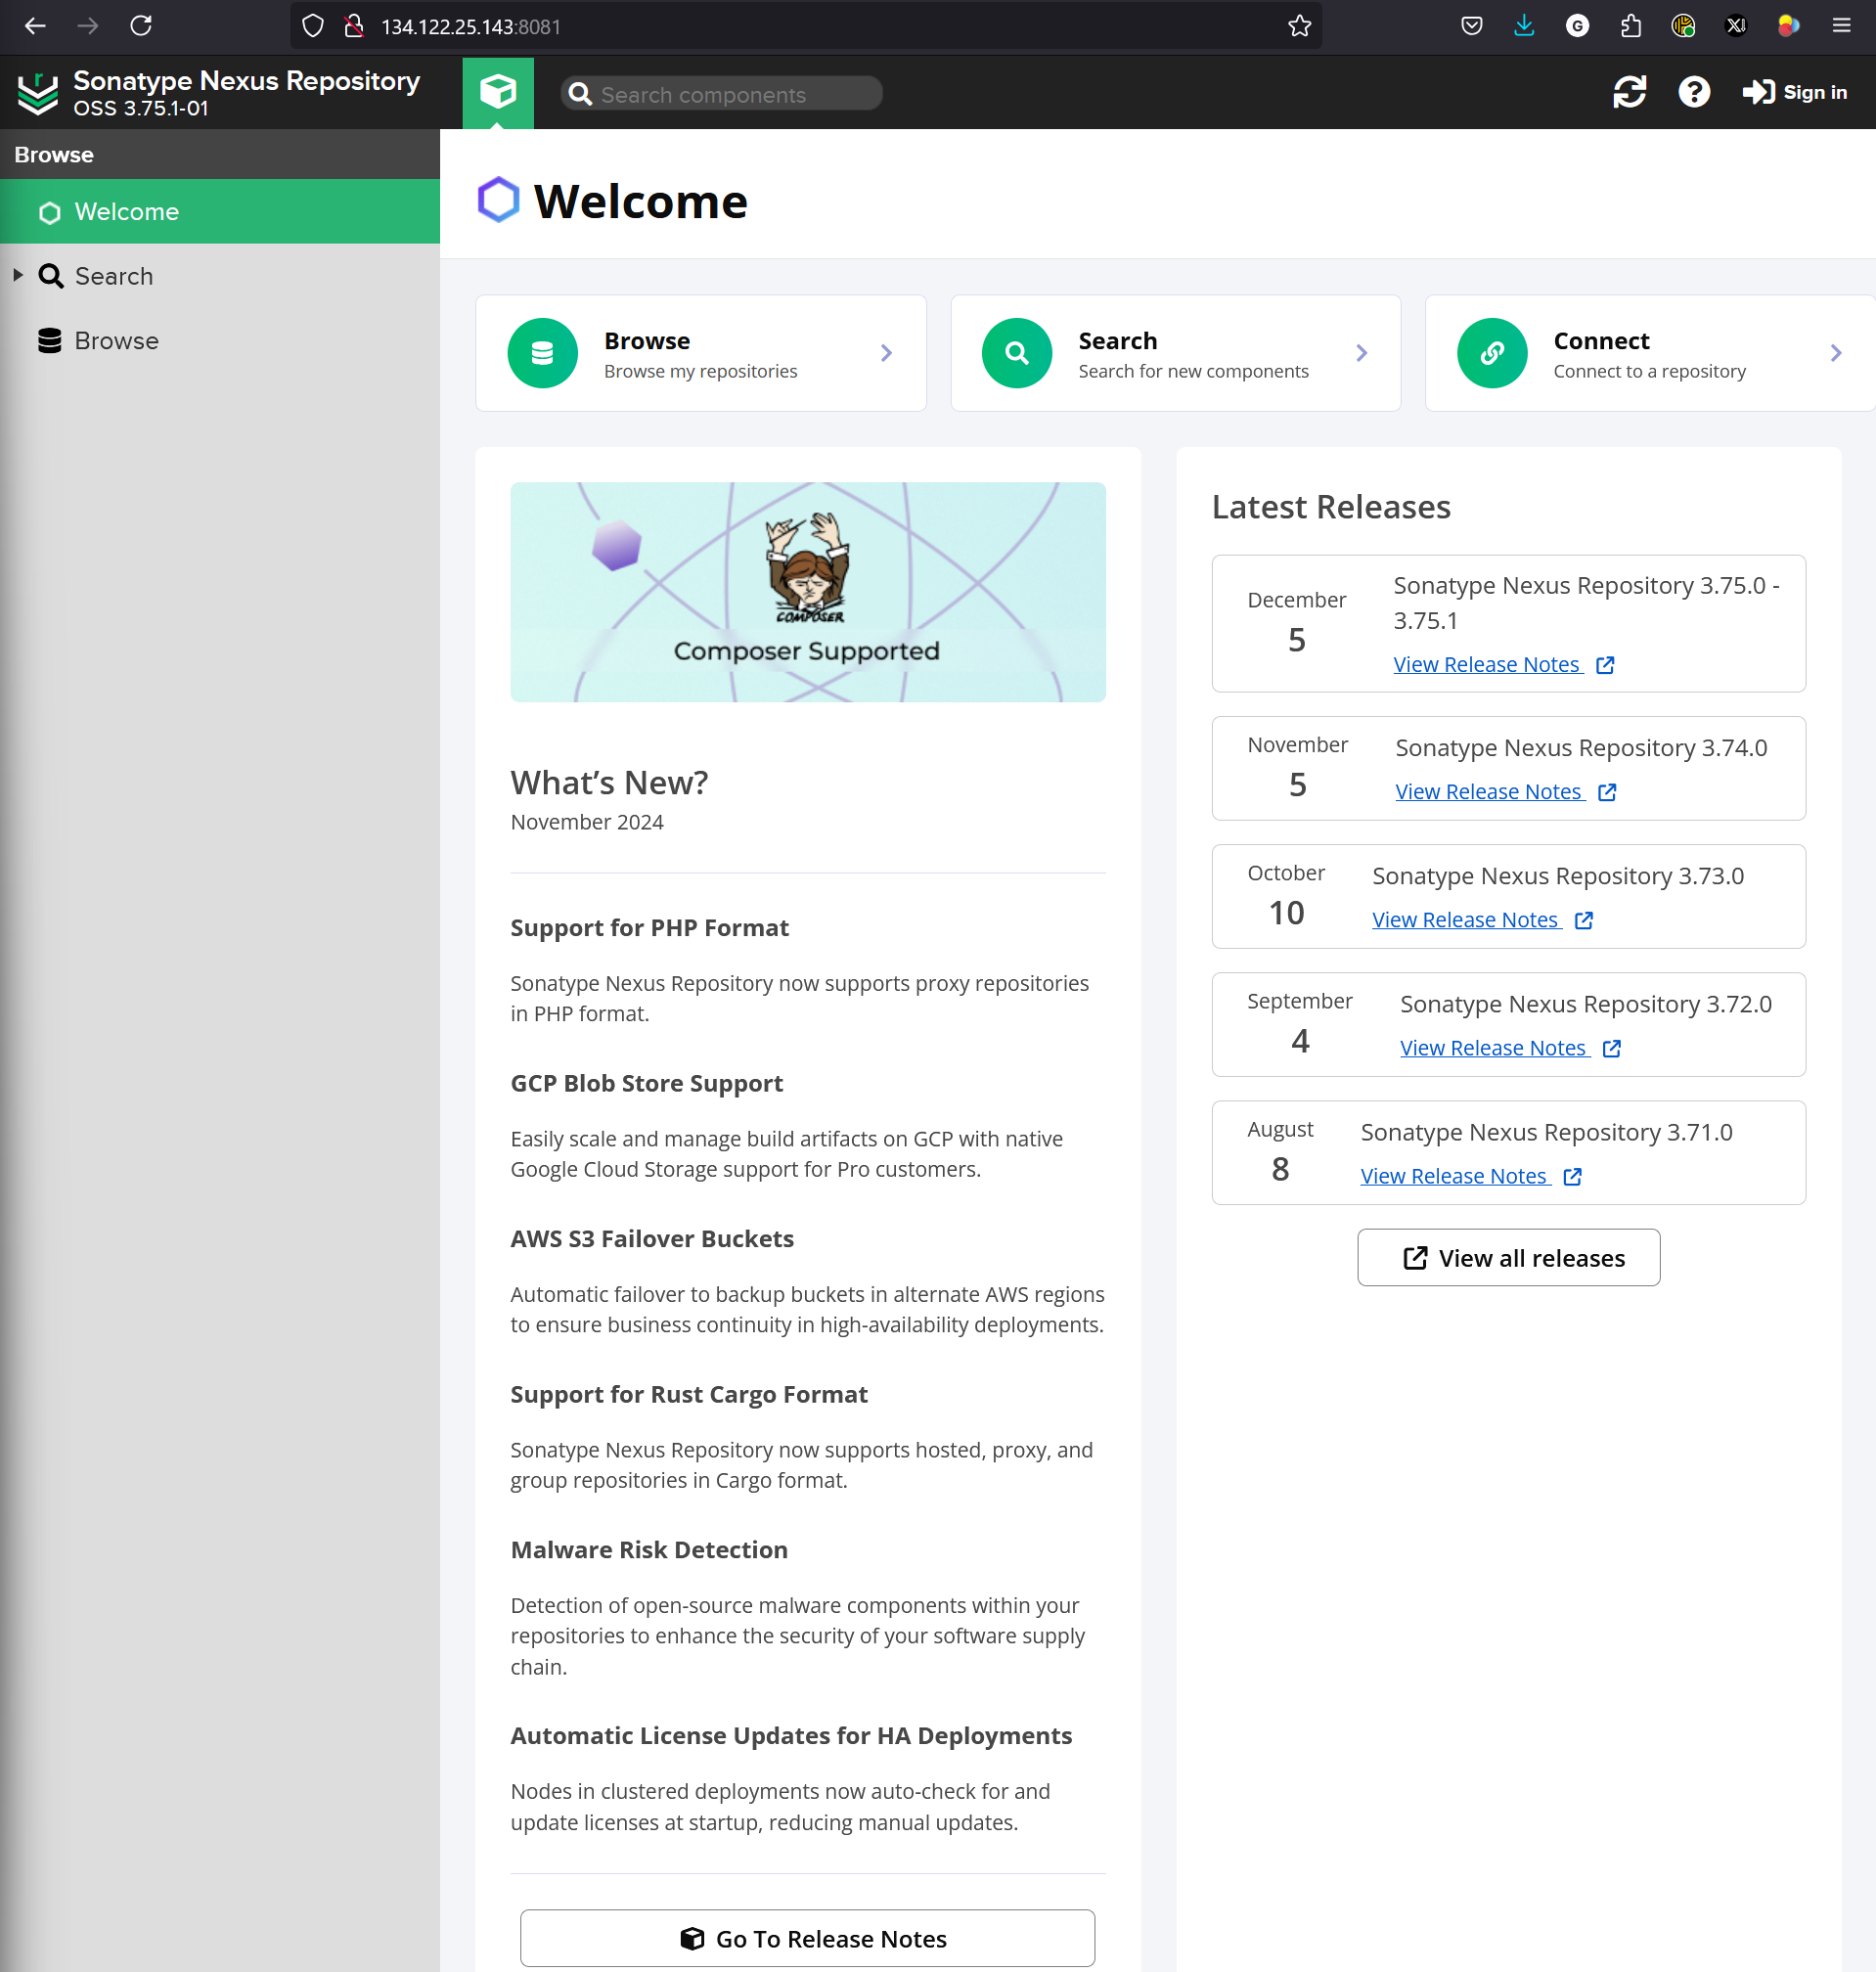 134.122.25.143:8081
Sonatype Nexus Repository
OSS 3.75.1-01
Search components
Sign in
Browse
Welcome
Search
Browse
Welcome
Browse
Browse my repositories
Search
Search for new components
Connect
Connect to a repository
COMPOSER
Composer Supported
What’s New?
November 2024
Support for PHP Format
Sonatype Nexus Repository now supports proxy repositories
in PHP format.
GCP Blob Store Support
Easily scale and manage build artifacts on GCP with native
Google Cloud Storage support for Pro customers.
AWS S3 Failover Buckets
Automatic failover to backup buckets in alternate AWS regions
to ensure business continuity in high-availability deployments.
Support for Rust Cargo Format
Sonatype Nexus Repository now supports hosted, proxy, and
group repositories in Cargo format.
Malware Risk Detection
Detection of open-source malware components within your
repositories to enhance the security of your software supply
chain.
Automatic License Updates for HA Deployments
Nodes in clustered deployments now auto-check for and
update licenses at startup, reducing manual updates.
Go To Release Notes
Latest Releases
December
5
Sonatype Nexus Repository 3.75.0 -
3.75.1
View Release Notes
November
5
Sonatype Nexus Repository 3.74.0
View Release Notes
October
10
Sonatype Nexus Repository 3.73.0
View Release Notes
September
4
Sonatype Nexus Repository 3.72.0
View Release Notes
August
8
Sonatype Nexus Repository 3.71.0
View Release Notes
View all releases